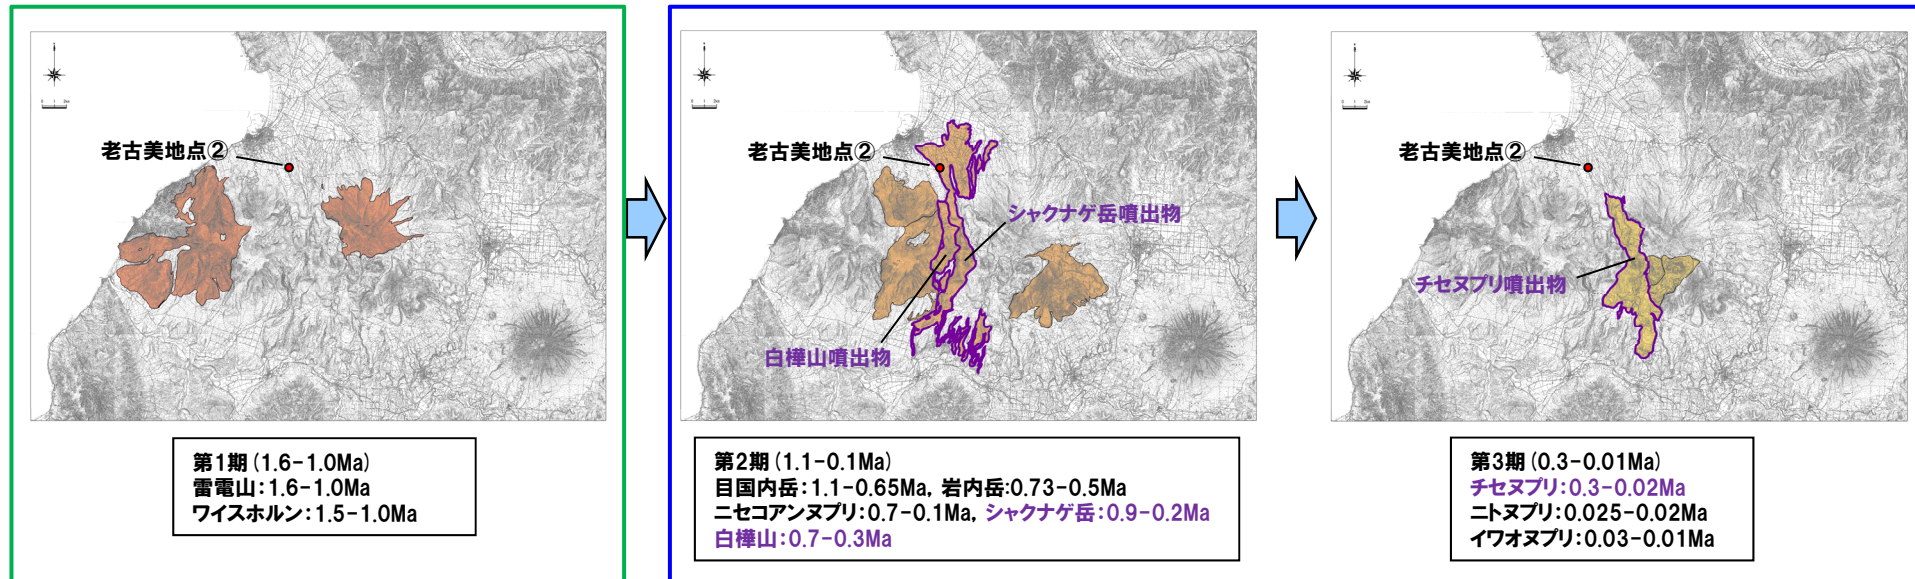 老古美地点②
第1期(1.6-1.0Ma)
雷電山:1.6-1.0Ma
ワイスホルン:1.5-1.0Ma
老古美地点②
シャクナゲ岳噴出物
白樺山噴出物
第2期(1.1-0.1Ma)
目国内岳:1.1-0.65Ma, 岩内岳:0.73-0.5Ma
ニセコアンヌプリ:0.7-0.1Ma, シャクナゲ岳:0.9-0.2Ma
白樺山:0.7-0.3Ma
老古美地点②
チセヌプリ噴出物
第3期(0.3-0.01Ma)
チセヌプリ:0.3-0.02Ma
ニトヌプリ:0.025-0.02Ma
イワオヌプリ:0.03-0.01Ma